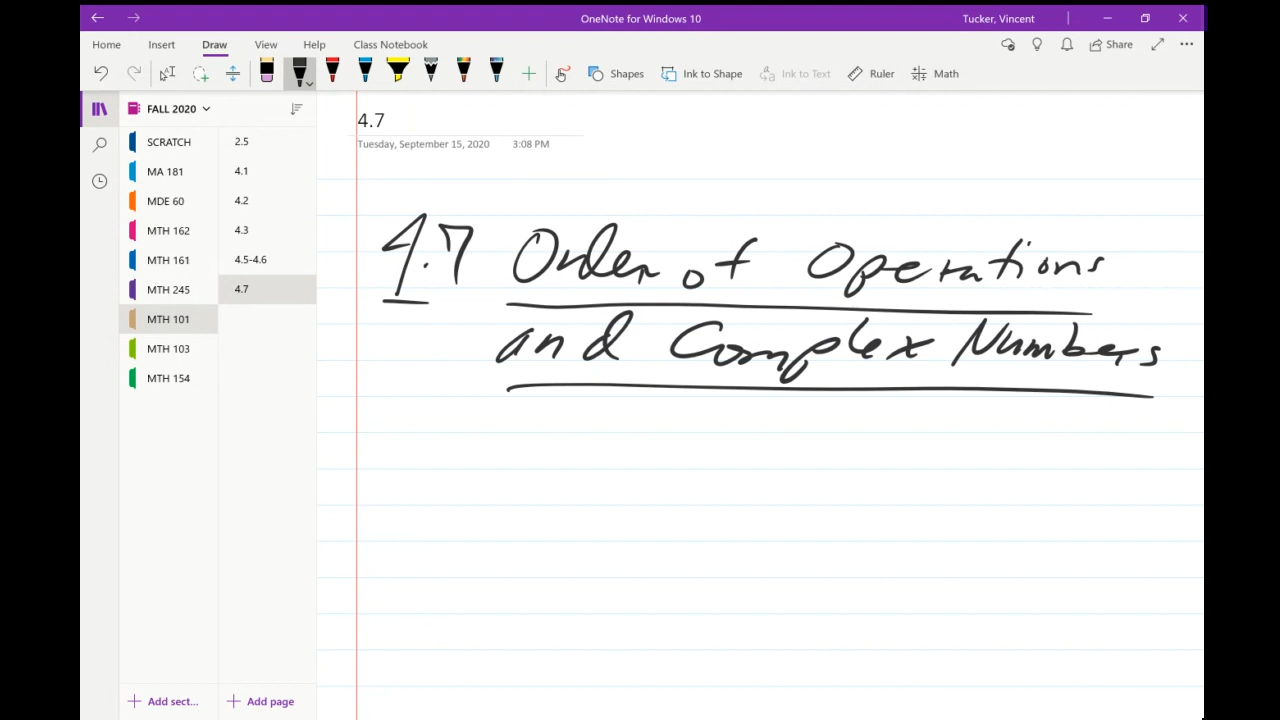 OneNote for Windows 10
Tucker, Vincent
Home Insert Draw View Help Class Notebook
Share
Shapes Ink to Shape Ink to Text Ruler Math
FALL 2020
SCRATCH
MA 181
MDE 60
MTH 162
MTH 161
MTH 245
MTH 101
MTH 103
MTH 154
2.5
4.1
4.2
4.3
4.5-4.6
4.7
4.7
Tuesday, September 15, 2020 3:08 PM
4.7 Order of Operations
and Complex Numbers
Add sect...
Add page